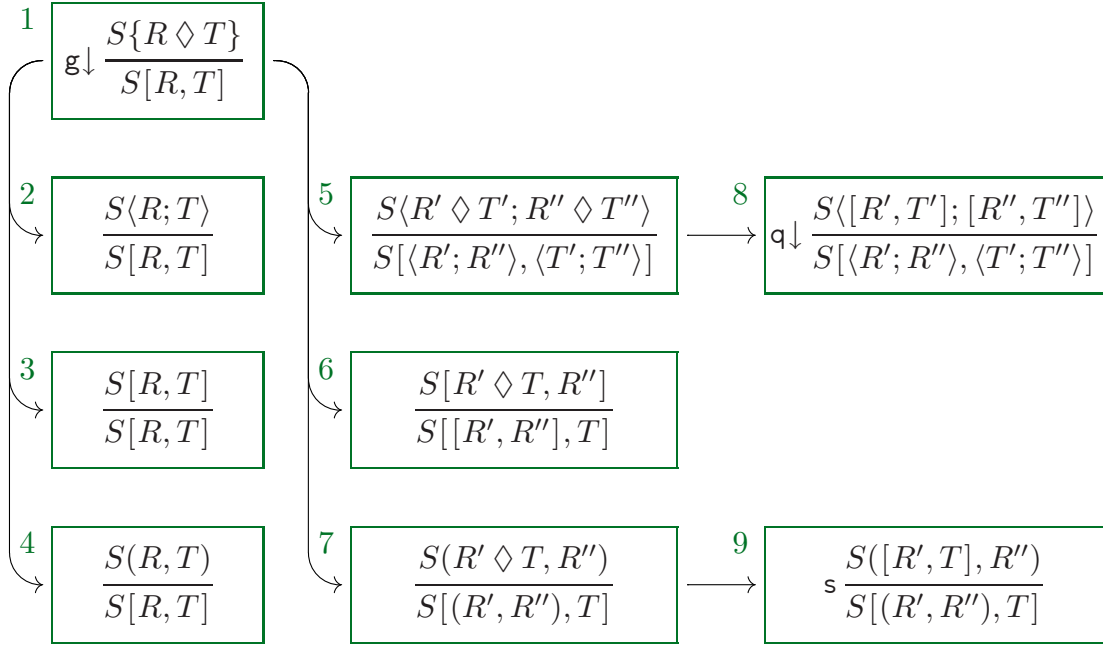 1 g↓ S{R ◊ T} / S[R, T]
2 S⟨R; T⟩ / S[R, T]
5 S⟨R′ ◊ T′; R″ ◊ T″⟩ / S[⟨R′; R″⟩, ⟨T′; T″⟩]
8 q↓ S⟨[R′, T′]; [R″, T″]⟩ / S[⟨R′; R″⟩, ⟨T′; T″⟩]
3 S[R, T] / S[R, T]
6 S[R′ ◊ T, R″] / S[[R′, R″], T]
4 S(R, T) / S[R, T]
7 S(R′ ◊ T, R″) / S[(R′, R″), T]
9 s S([R′, T], R″) / S[(R′, R″), T]